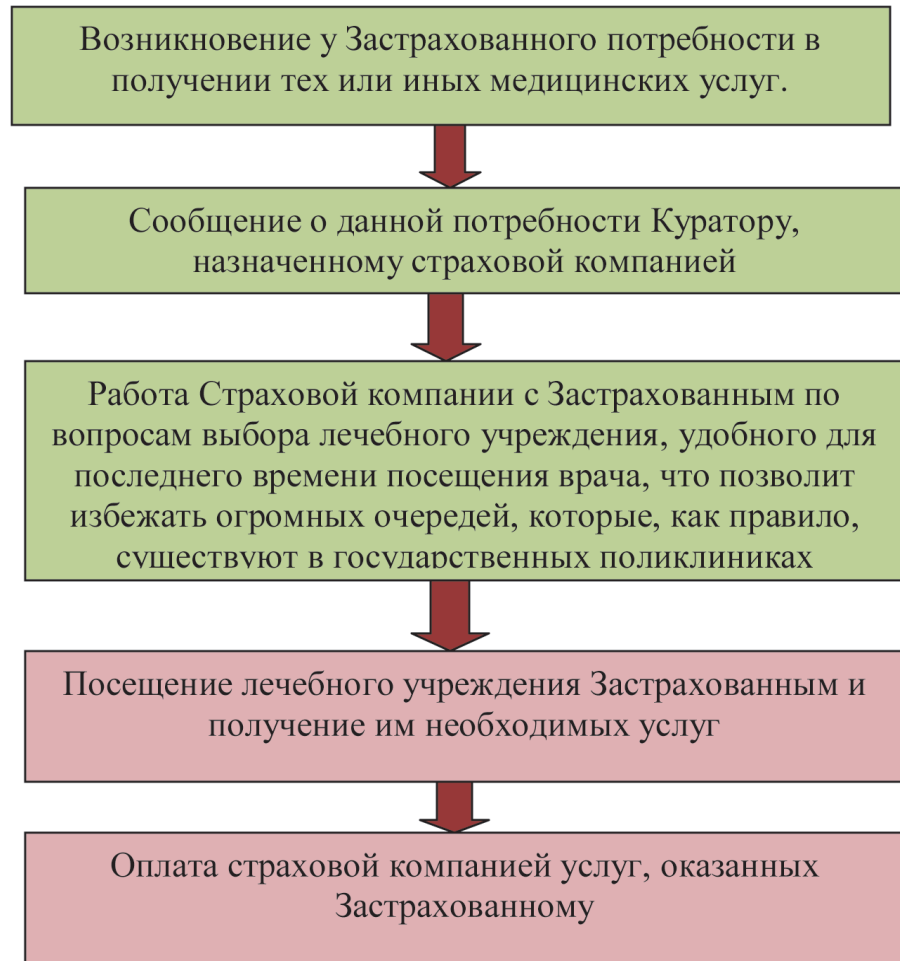 Возникновение у Застрахованного потребности в
получении тех или иных медицинских услуг.
Сообщение о данной потребности Куратору,
назначенному страховой компанией
Работа Страховой компании с Застрахованным по
вопросам выбора лечебного учреждения, удобного для
последнего времени посещения врача, что позволит
избежать огромных очередей, которые, как правило,
существуют в государственных поликлиниках
Посещение лечебного учреждения Застрахованным и
получение им необходимых услуг
Оплата страховой компанией услуг, оказанных
Застрахованному